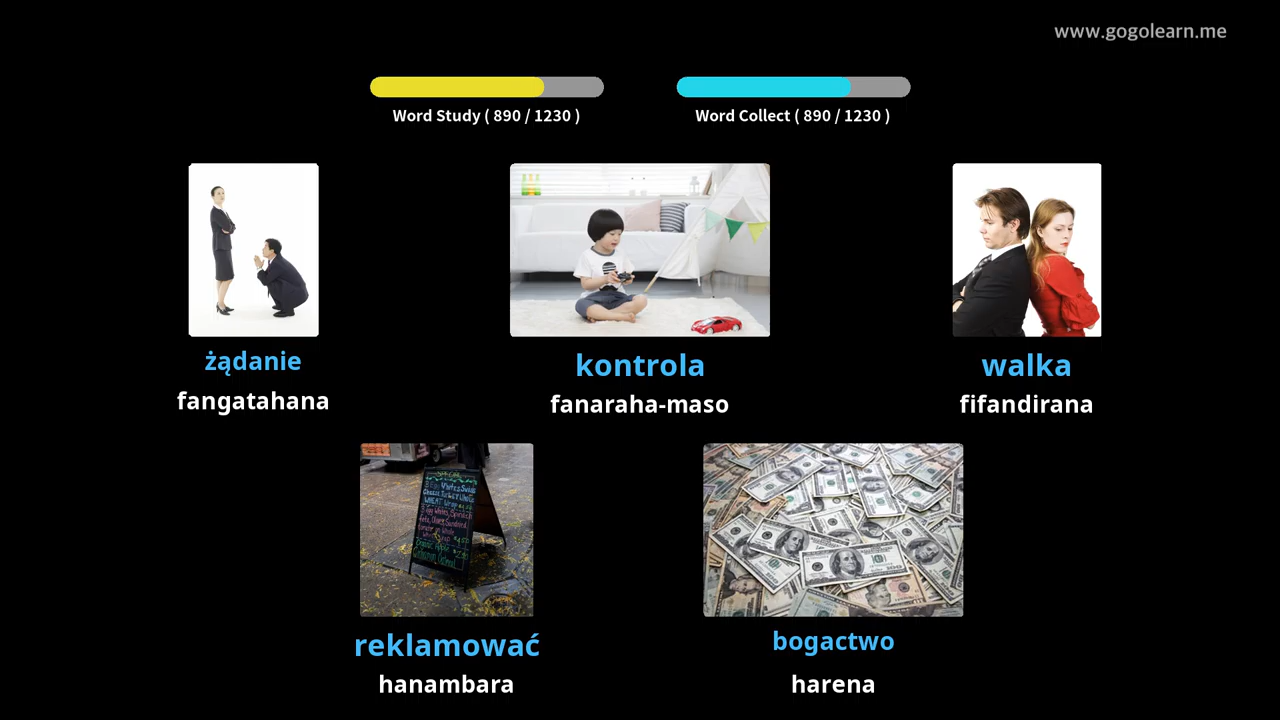 www.gogolearn.me
Word Study ( 890 / 1230 )
Word Collect ( 890 / 1230 )
żądanie
fangatahana
kontrola
fanaraha-maso
walka
fifandirana
reklamować
hanambara
bogactwo
harena